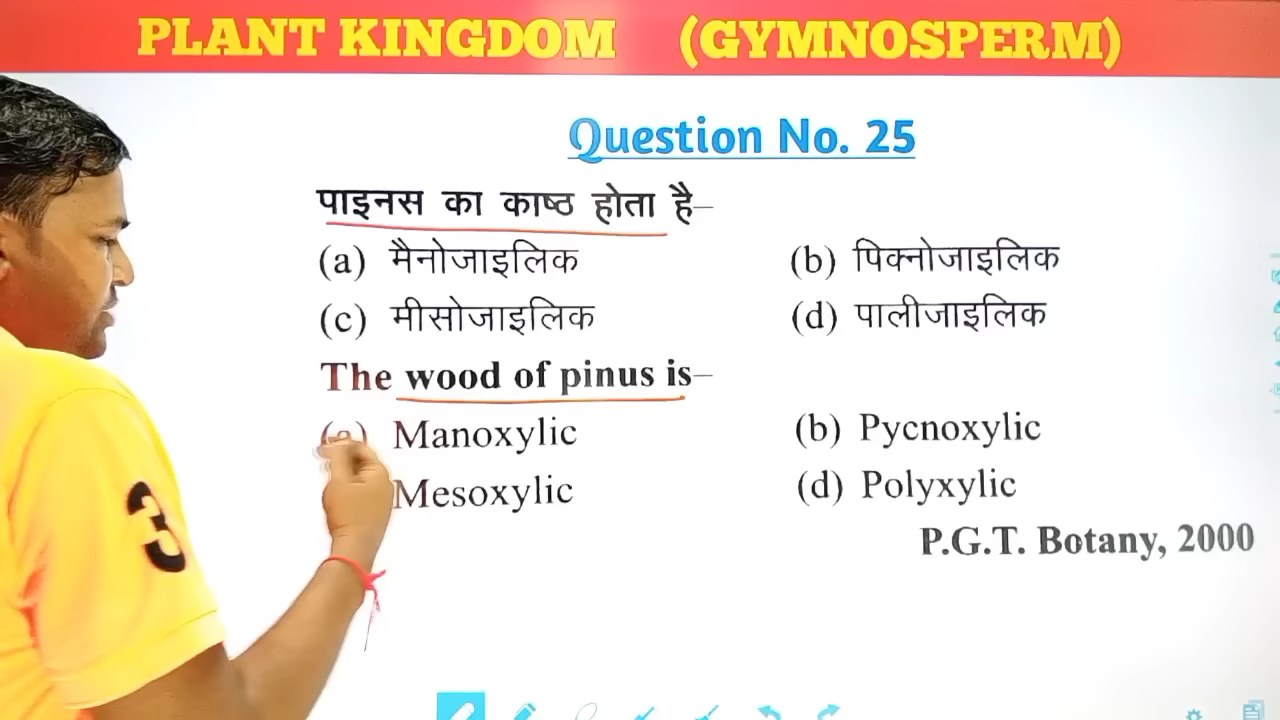 PLANT KINGDOM (GYMNOSPERM)
Question No. 25
पाइनस का काष्ठ होता है–
(a) मैनोजाइलिक (b) पिक्नोजाइलिक
(c) मीसोजाइलिक (d) पालीजाइलिक
The wood of pinus is–
(a) Manoxylic (b) Pycnoxylic
Mesoxylic (d) Polyxylic
P.G.T. Botany, 2000
3